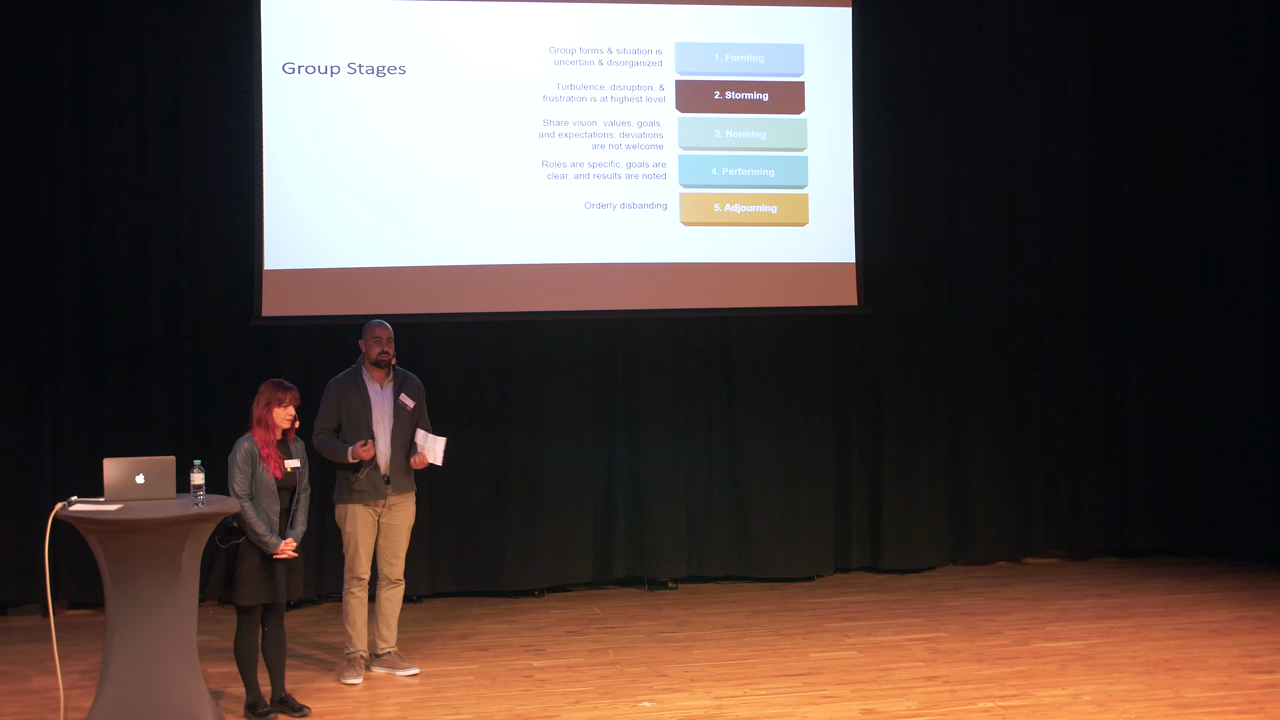 Group Stages
Group forms & situation is
uncertain & disorganized
1. Forming
Turbulence, disruption, &
frustration is at highest level
2. Storming
Share vision, values, goals,
and expectations, deviations
are not welcome
3. Norming
Roles are specific, goals are
clear, and results are noted
4. Performing
Orderly disbanding
5. Adjourning